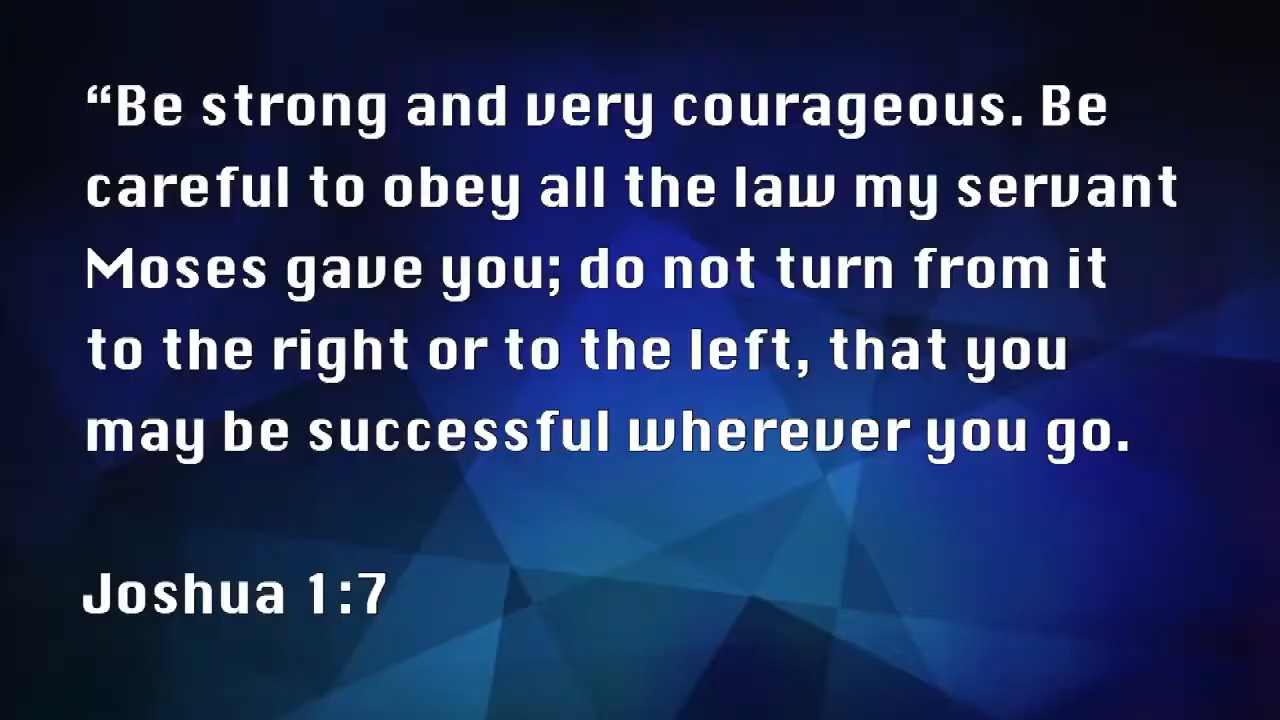 “Be strong and very courageous. Be
careful to obey all the law my servant
Moses gave you; do not turn from it
to the right or to the left, that you
may be successful wherever you go.
Joshua 1:7